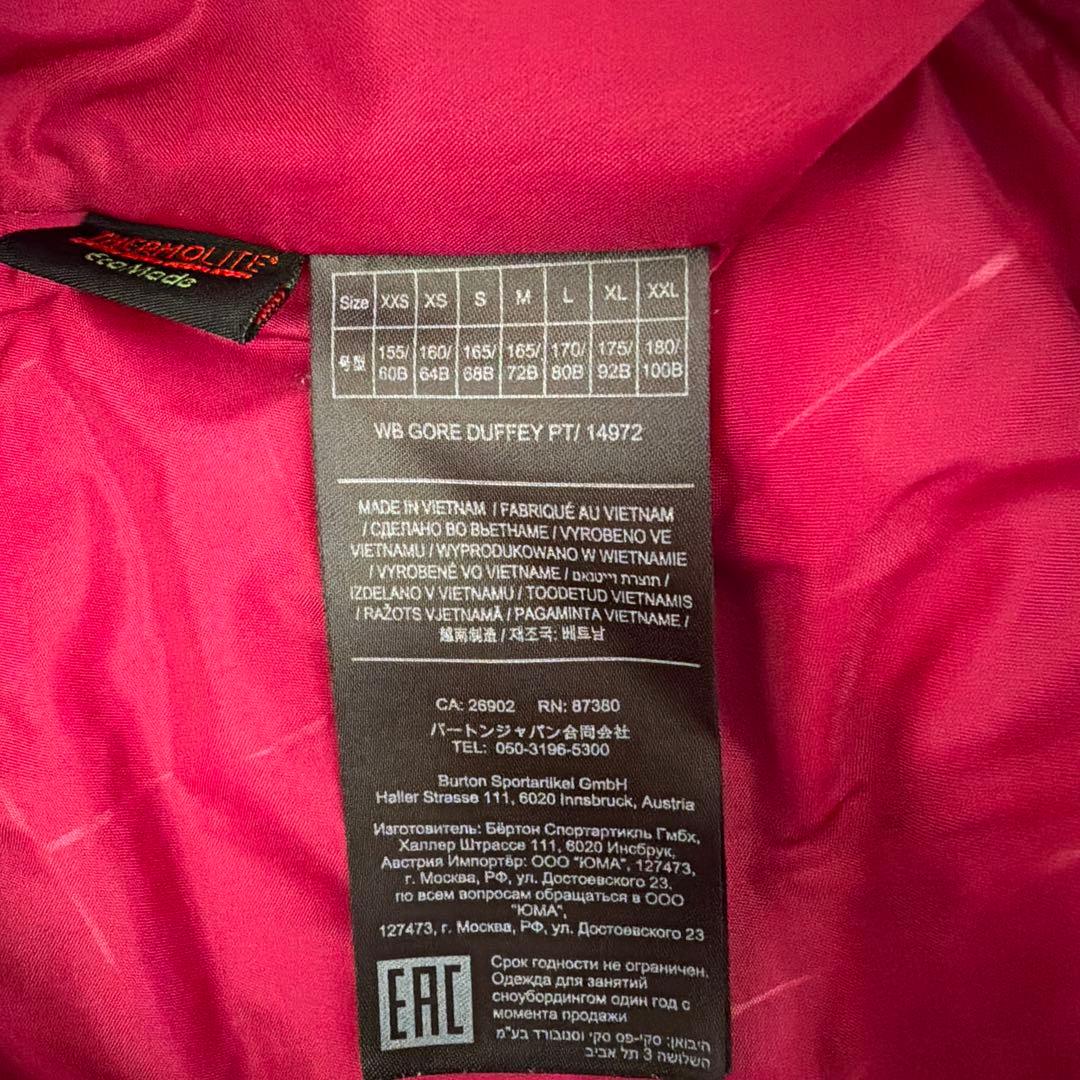 THERMOLITE®
EcoMade
Size XXS XS S M L XL XXL
号型 155/60B 160/64B 165/68B 165/72B 170/80B 175/92B 180/100B
WB GORE DUFFEY PT/ 14972
MADE IN VIETNAM / FABRIQUÉ AU VIETNAM
/ СДЕЛАНО ВО ВЬЕТНАМЕ / VYROBENO VE
VIETNAMU / WYPRODUKOWANO W WIETNAMIE
/ VYROBENÉ VO VIETNAME / תוצרת וייטנאם /
IZDELANO V VIETNAMU / TOODETUD VIETNAMIS
/ RAŽOTS VJETNAMĀ / PAGAMINTA VIETNAME /
越南制造 / 제조국: 베트남
CA: 26902 RN: 87380
バートンジャパン合同会社
TEL: 050-3196-5300
Burton Sportartikel GmbH
Haller Strasse 111, 6020 Innsbruck, Austria
Изготовитель: Бёртон Спортартикль Гмбх,
Халлер Штрассе 111, 6020 Инсбрук,
Австрия Импортёр: ООО "ЮМА", 127473,
г. Москва, РФ, ул. Достоевского 23.
по всем вопросам обращаться в ООО
"ЮМА",
127473, г. Москва, РФ, ул. Достоевского 23
EAC
Срок годности не ограничен.
Одежда для занятий
сноубордингом один год с
момента продажи
היבואן: סקי-פס סקי וסנובורד בע"מ
השלושה 3 תל אביב